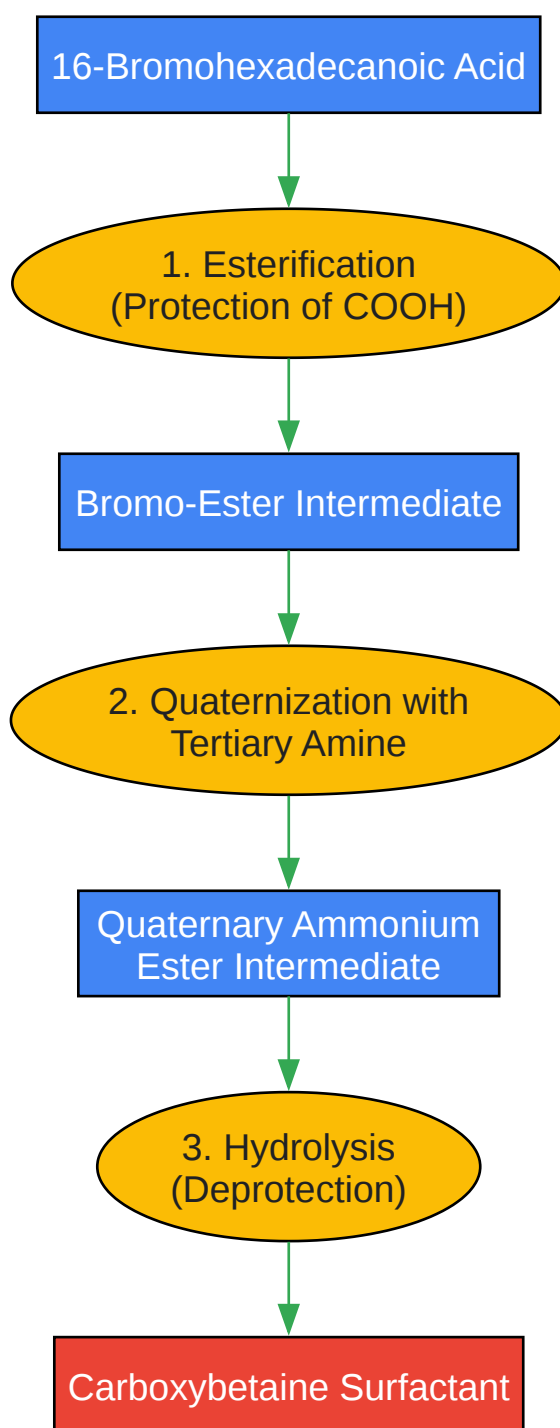 16-Bromohexadecanoic Acid
1. Esterification
(Protection of COOH)
Bromo-Ester Intermediate
2. Quaternization with
Tertiary Amine
Quaternary Ammonium
Ester Intermediate
3. Hydrolysis
(Deprotection)
Carboxybetaine Surfactant